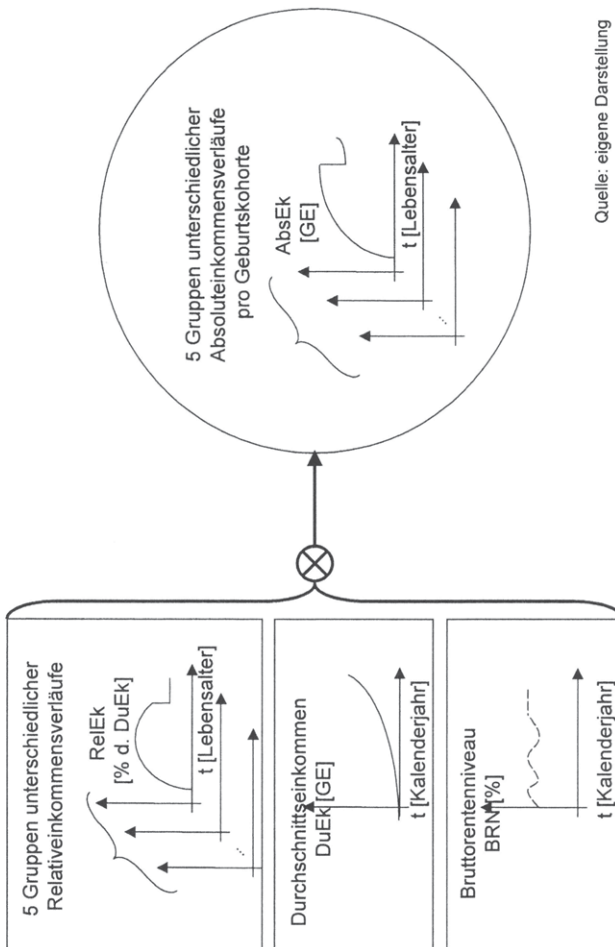 5 Gruppen unterschiedlicher
Relativeinkommensverläufe
RelEk
[% d. DuEk]
t [Lebensalter]
...
Durchschnittseinkommen
DuEk [GE]
t [Kalenderjahr]
Bruttorentenniveau
BRN [%]
t [Kalenderjahr]
5 Gruppen unterschiedlicher
Absoluteinkommensverläufe
pro Geburtskohorte
AbsEk
[GE]
t [Lebensalter]
...
Quelle: eigene Darstellung